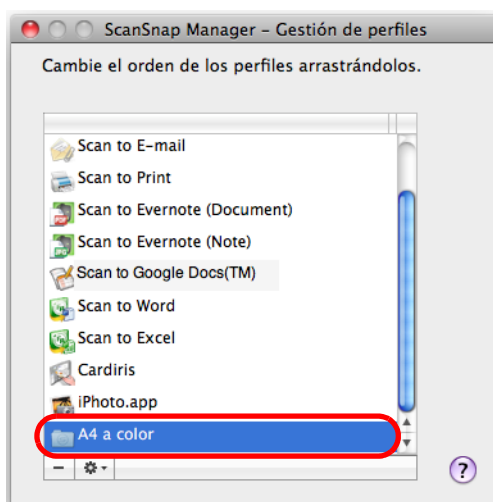 ScanSnap Manager – Gestión de perfiles
Cambie el orden de los perfiles arrastrándolos.
Scan to E-mail
Scan to Print
Scan to Evernote (Document)
Scan to Evernote (Note)
Scan to Google Docs(TM)
Scan to Word
Scan to Excel
Cardiris
iPhoto.app
A4 a color
?